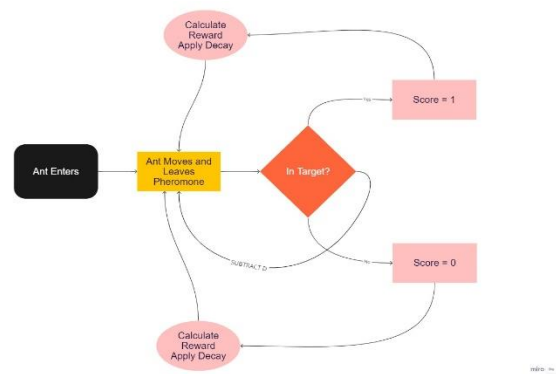 Calculate
Reward
Apply Decay
Yes
Score = 1
Ant Enters
Ant Moves and
Leaves
Pheromone
In Target?
SUBTRACT D
No
Score = 0
Calculate
Reward
Apply Decay
miro